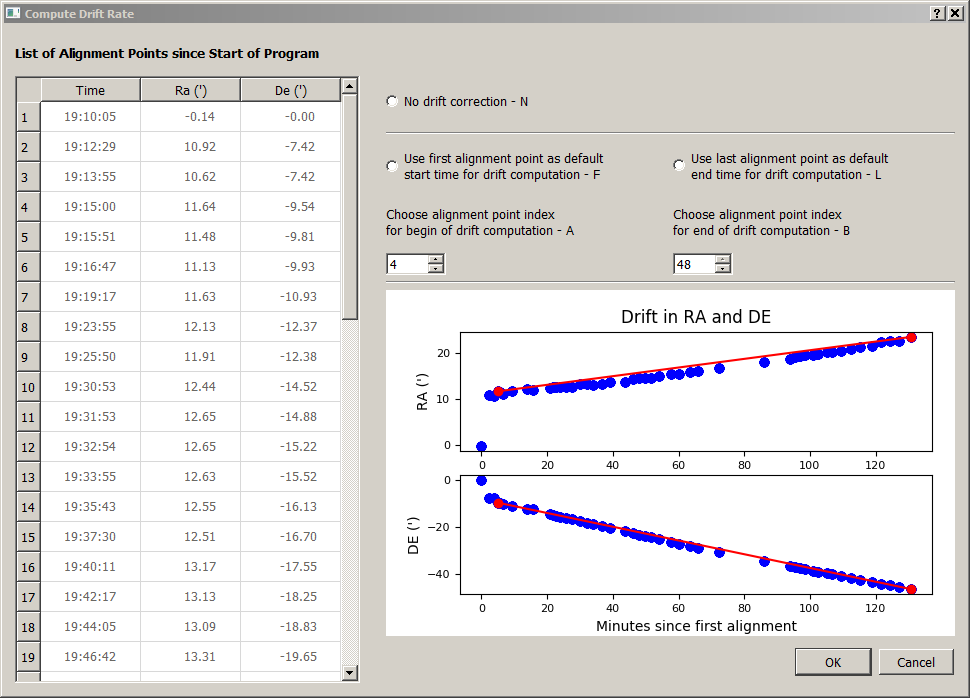 Compute Drift Rate
List of Alignment Points since Start of Program
Time Ra (') De (')
1 19:10:05 -0.14 -0.00
2 19:12:29 10.92 -7.42
3 19:13:55 10.62 -7.42
4 19:15:00 11.64 -9.54
5 19:15:51 11.48 -9.81
6 19:16:47 11.13 -9.93
7 19:19:17 11.63 -10.93
8 19:23:55 12.13 -12.37
9 19:25:50 11.91 -12.38
10 19:30:53 12.44 -14.52
11 19:31:53 12.65 -14.88
12 19:32:54 12.65 -15.22
13 19:33:55 12.63 -15.52
14 19:35:43 12.55 -16.13
15 19:37:30 12.51 -16.70
16 19:40:11 13.17 -17.55
17 19:42:17 13.13 -18.25
18 19:44:05 13.09 -18.83
19 19:46:42 13.31 -19.65
No drift correction - N
Use first alignment point as default
start time for drift computation - F
Use last alignment point as default
end time for drift computation - L
Choose alignment point index
for begin of drift computation - A
4
Choose alignment point index
for end of drift computation - B
48
Drift in RA and DE
RA (')
20
10
0
0 20 40 60 80 100 120
DE (')
0
−20
−40
0 20 40 60 80 100 120
Minutes since first alignment
OK Cancel